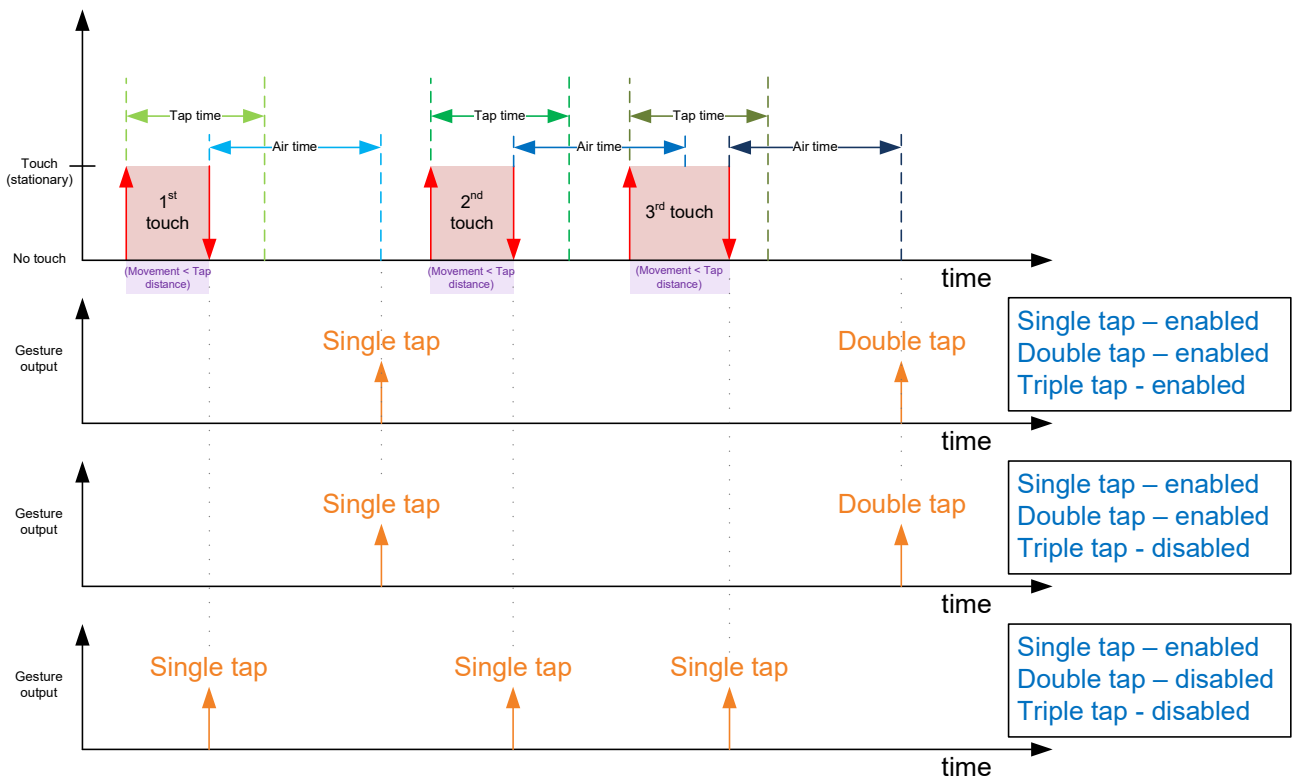 Tap time
Tap time
Tap time
Air time
Air time
Air time
Touch
(stationary)
1st
touch
2nd
touch
3rd touch
No touch
(Movement < Tap
distance)
(Movement < Tap
distance)
(Movement < Tap
distance)
time
Gesture
output
Single tap
Double tap
time
Single tap – enabled
Double tap – enabled
Triple tap - enabled
Gesture
output
Single tap
Double tap
time
Single tap – enabled
Double tap – enabled
Triple tap - disabled
Gesture
output
Single tap
Single tap
Single tap
time
Single tap – enabled
Double tap – disabled
Triple tap - disabled